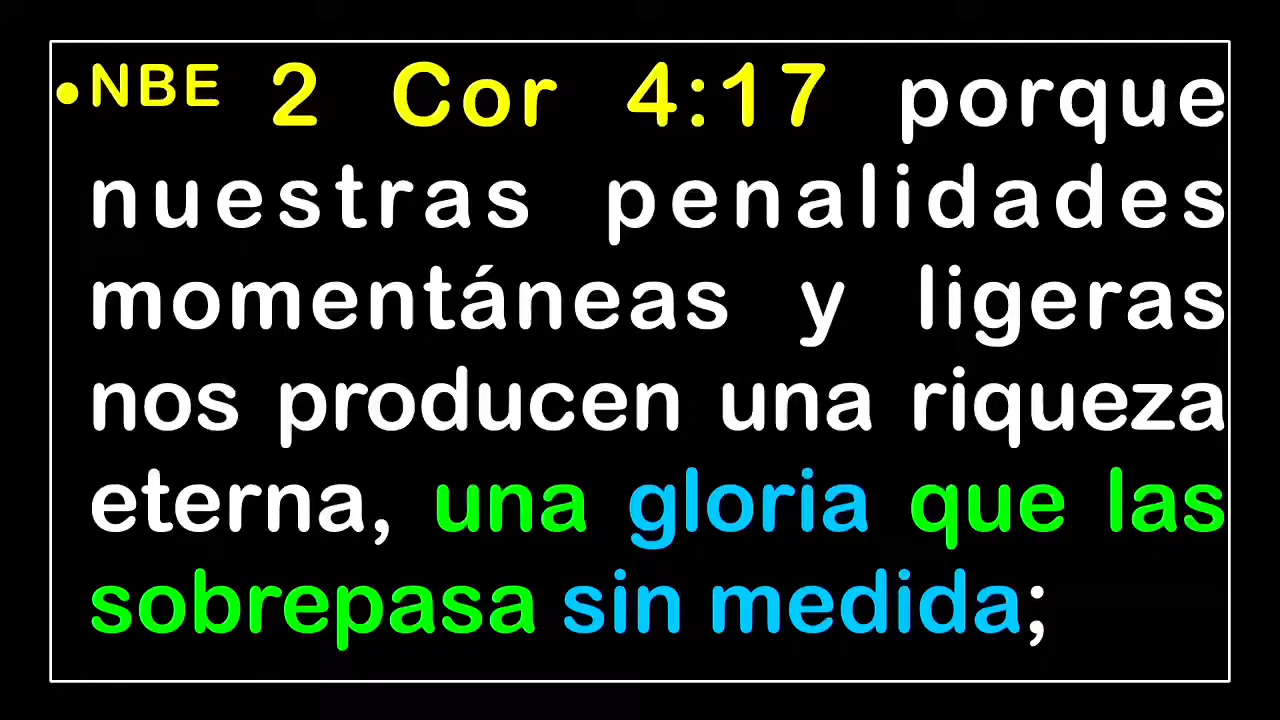 •NBE 2 Cor 4:17 porque
nuestras penalidades
momentáneas y ligeras
nos producen una riqueza
eterna, una gloria que las
sobrepasa sin medida;